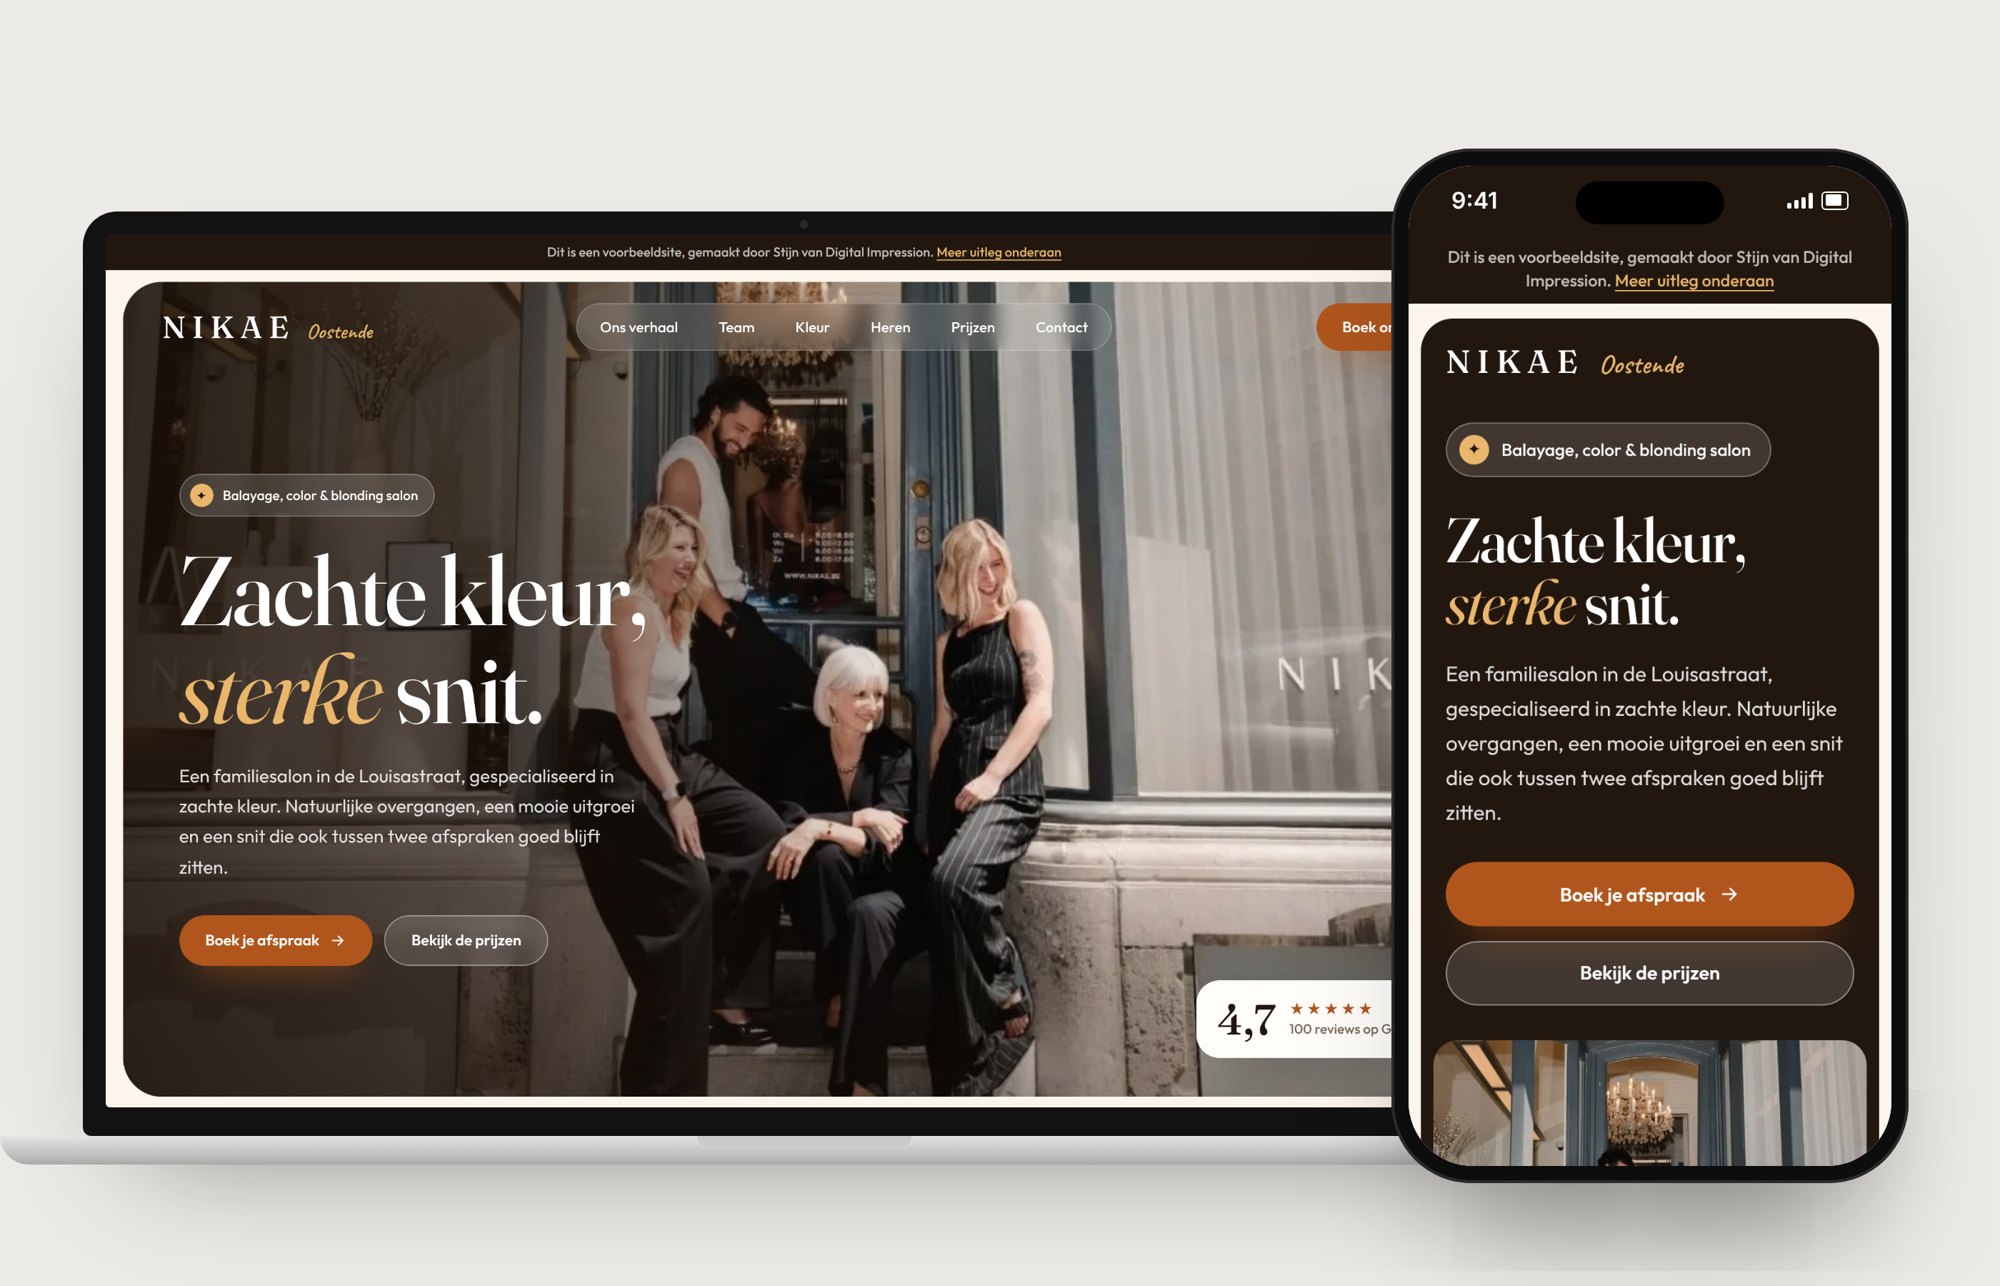 Dit is een voorbeeldsite, gemaakt door Stijn van Digital Impression. Meer uitleg onderaan
NIKAE Oostende
Ons verhaal Team Kleur Heren Prijzen Contact
Boek
Balayage, color & blonding salon
Zachte kleur,
sterke snit.
Een familiesalon in de Louisastraat, gespecialiseerd in
zachte kleur. Natuurlijke overgangen, een mooie uitgroei
en een snit die ook tussen twee afspraken goed blijft
zitten.
Boek je afspraak →
Bekijk de prijzen
WWW.NIKAE.BE
NIK
4,7 ★★★★★
100 reviews op G
9:41
Dit is een voorbeeldsite, gemaakt door Stijn van Digital
Impression. Meer uitleg onderaan
NIKAE Oostende
Balayage, color & blonding salon
Zachte kleur,
sterke snit.
Een familiesalon in de Louisastraat,
gespecialiseerd in zachte kleur. Natuurlijke
overgangen, een mooie uitgroei en een snit
die ook tussen twee afspraken goed blijft
zitten.
Boek je afspraak →
Bekijk de prijzen